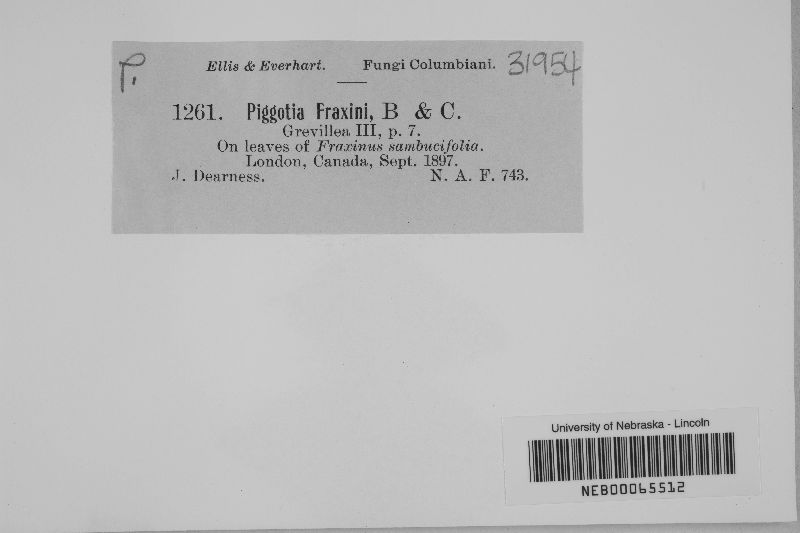 P.
Ellis & Everhart. Fungi Columbiani. 31954
1261. Piggotia Fraxini, B & C.
Grevillea III, p. 7.
On leaves of Fraxinus sambucifolia.
London, Canada, Sept. 1897.
J. Dearness. N. A. F. 743.
University of Nebraska - Lincoln
NEB00065512